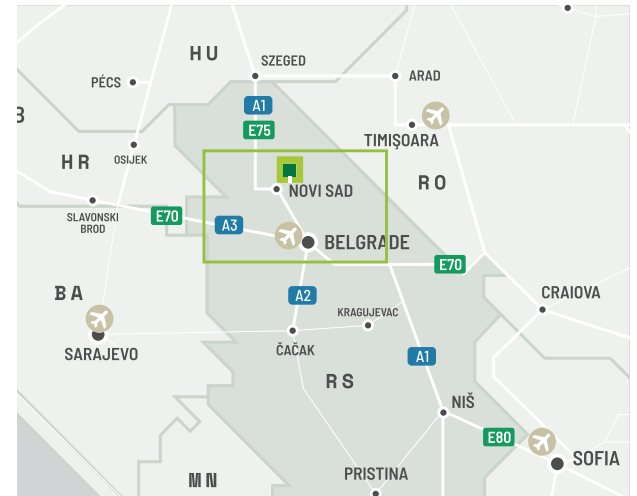 HU
SZEGED
PÉCS
ARAD
A1
E75
TIMIŞOARA
HR
OSIJEK
RO
NOVI SAD
SLAVONSKI
BROD
E70
A3
BELGRADE
E70
BA
A2
CRAIOVA
KRAGUJEVAC
SARAJEVO
ČAČAK
A1
RS
NIŠ
E80
SOFIA
PRISTINA
MN